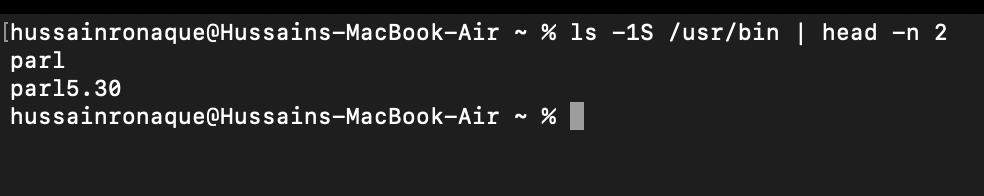 [hussainronaque@Hussains-MacBook-Air ~ % ls -1S /usr/bin | head -n 2
parl
parl5.30
hussainronaque@Hussains-MacBook-Air ~ %